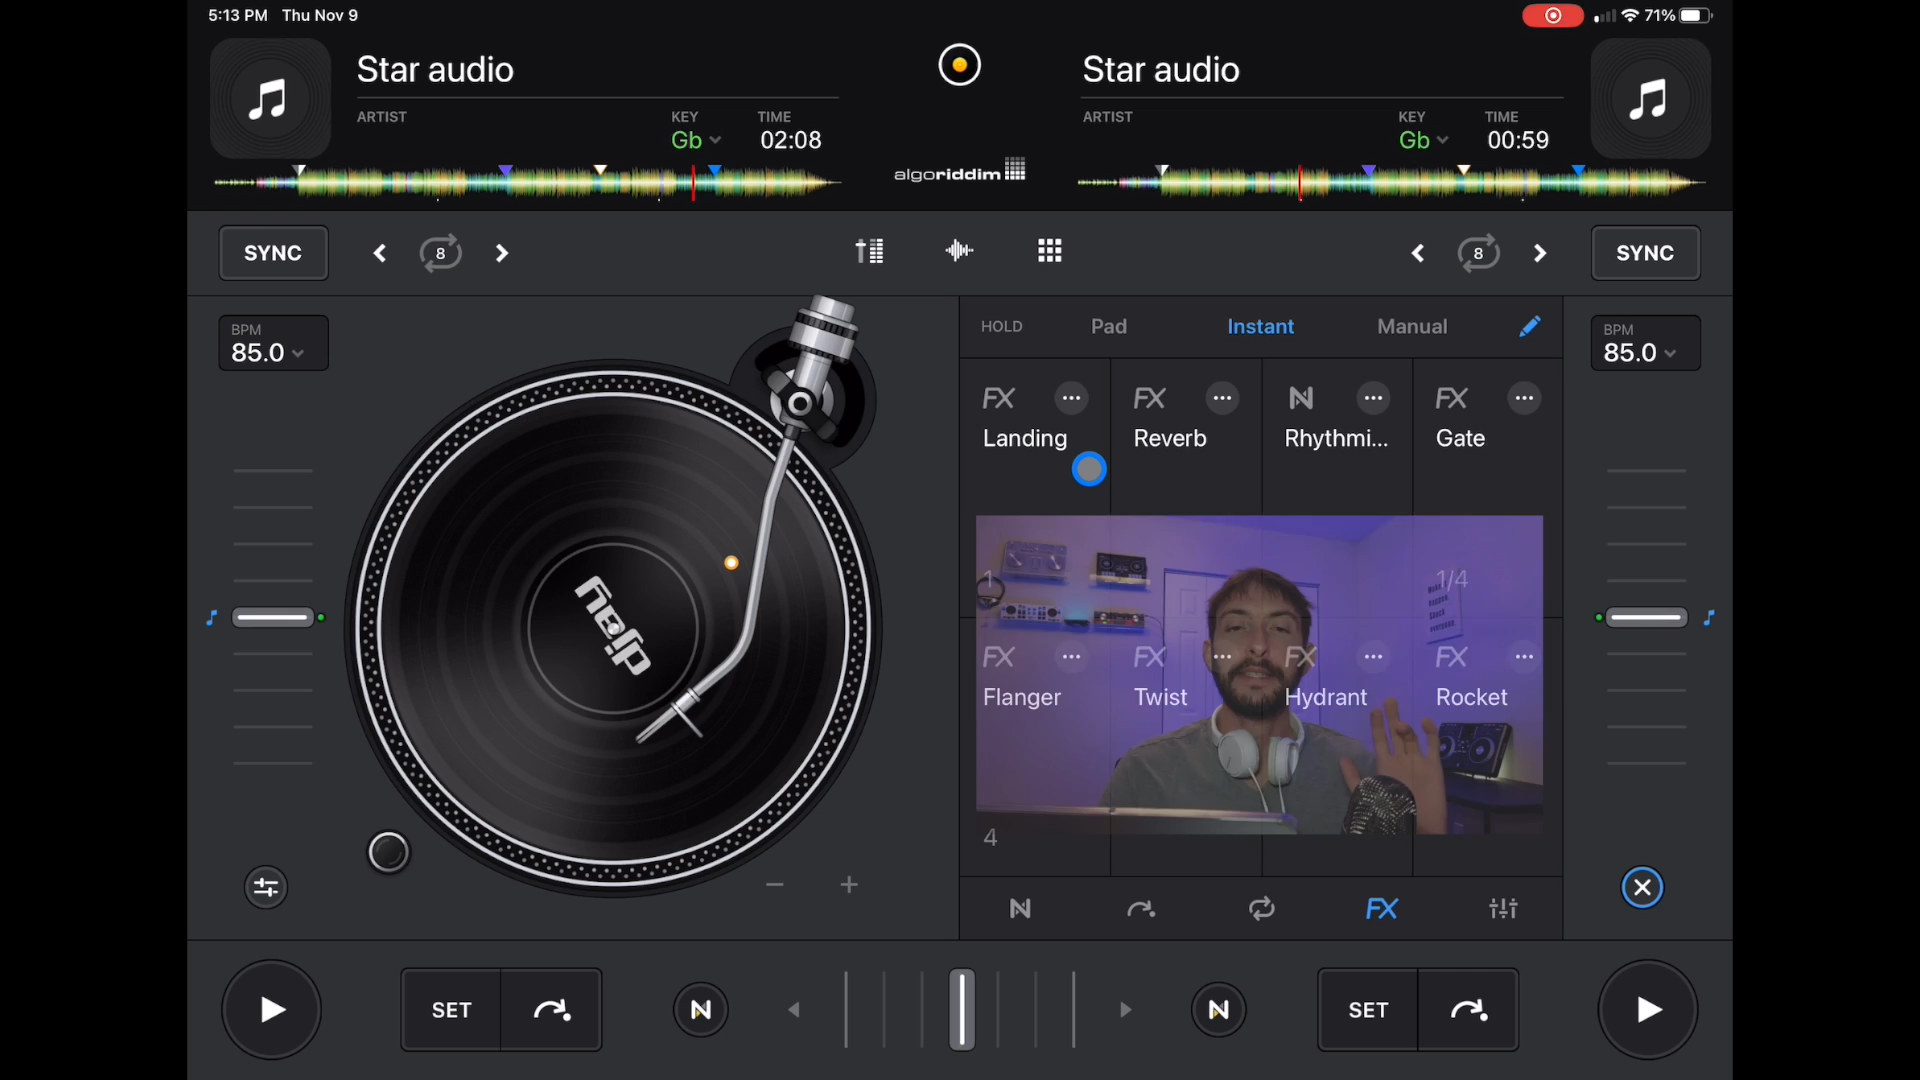 5:13 PM Thu Nov 9
71%
Star audio
ARTIST
KEY
Gb
TIME
02:08
algoriddim
Star audio
ARTIST
KEY
Gb
TIME
00:59
SYNC
8
8
SYNC
BPM
85.0
HOLD
Pad
Instant
Manual
BPM
85.0
FX
Landing
FX
Reverb
Rhythmi...
FX
Gate
1
1/4
FX
Flanger
FX
Twist
FX
Hydrant
FX
Rocket
4
djay
FX
SET
SET